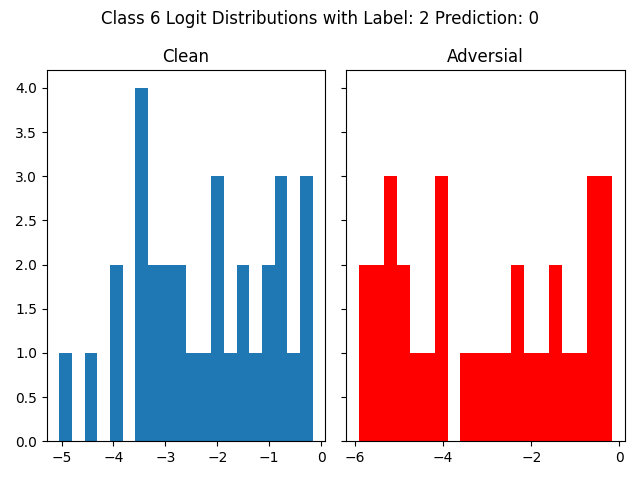 Class 6 Logit Distributions with Label: 2 Prediction: 0
Clean
Adversial
4.0
3.5
3.0
2.5
2.0
1.5
1.0
0.5
0.0
−5 −4 −3 −2 −1 0
−6 −4 −2 0